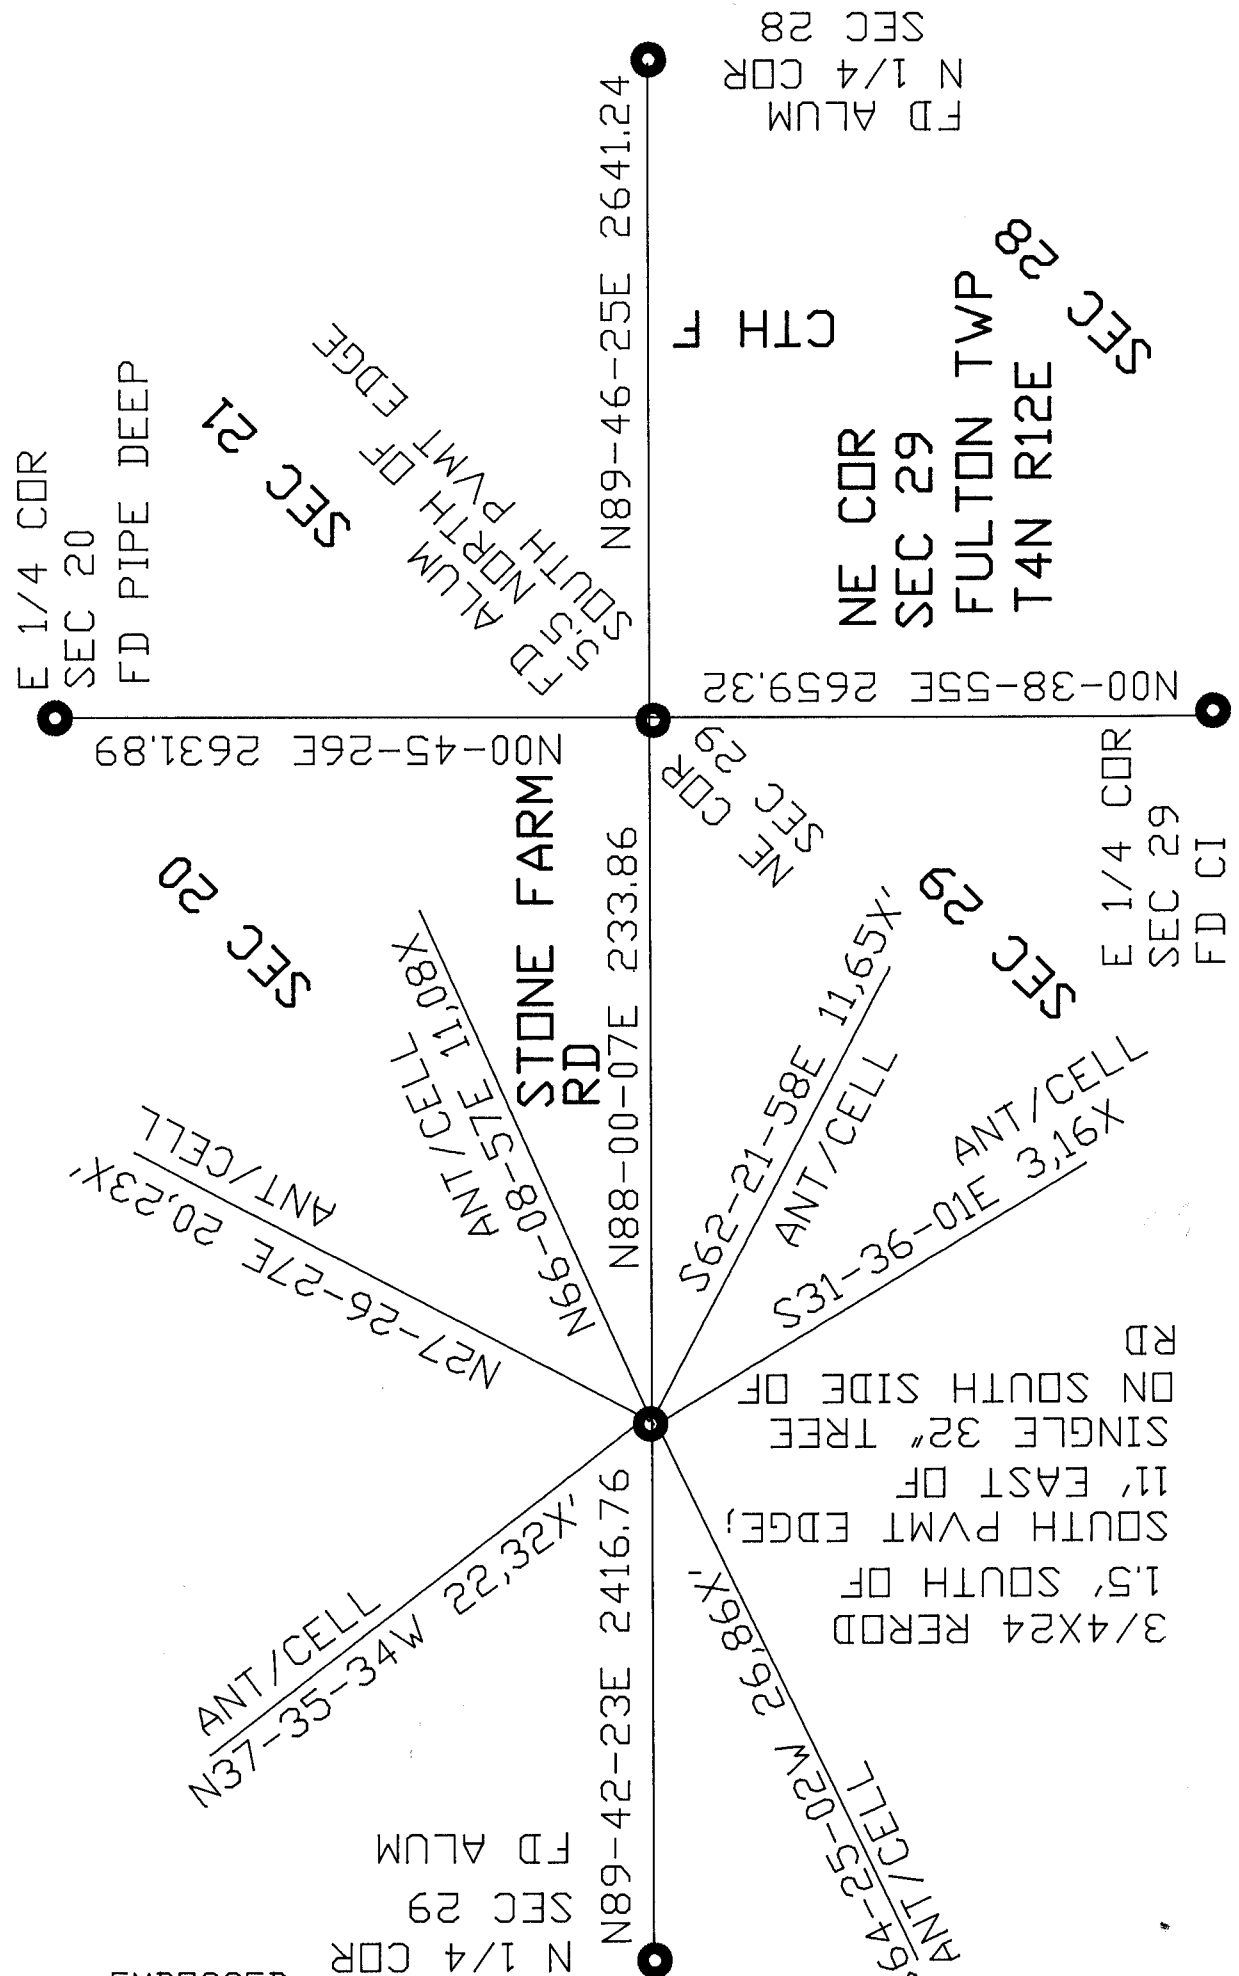 E 1/4 COR
SEC 20
FD PIPE DEEP
N00-45-26E 2631.89
SEC 20
SEC 21
FD ALUM
5.5 NORTH OF
SOUTH PVMT EDGE
N89-46-25E 2641.24
FD ALUM
N 1/4 COR
SEC 28
CTH F
NE COR
SEC 29
FULTON TWP
T4N R12E
SEC 28
N00-38-55E 2659.32
NE COR
SEC 29
SEC 29
E 1/4 COR
SEC 29
FD CI
STONE FARM
RD
N88-00-07E 233.86
N66-08-57E 11,08X'
ANT/CELL
N27-26-27E 20,23X'
ANT/CELL
S62-21-58E 11,65X'
ANT/CELL
S31-36-01E 3,16X
ANT/CELL
3/4X24 REROD
1.5' SOUTH OF
SOUTH PVMT EDGE;
11' EAST OF
SINGLE 32" TREE
ON SOUTH SIDE OF
RD
ANT/CELL
N37-35-34W 22,32X'
N89-42-23E 2416.76
64-25-02W 26,86X'
ANT/CELL
N 1/4 COR
SEC 29
FD ALUM